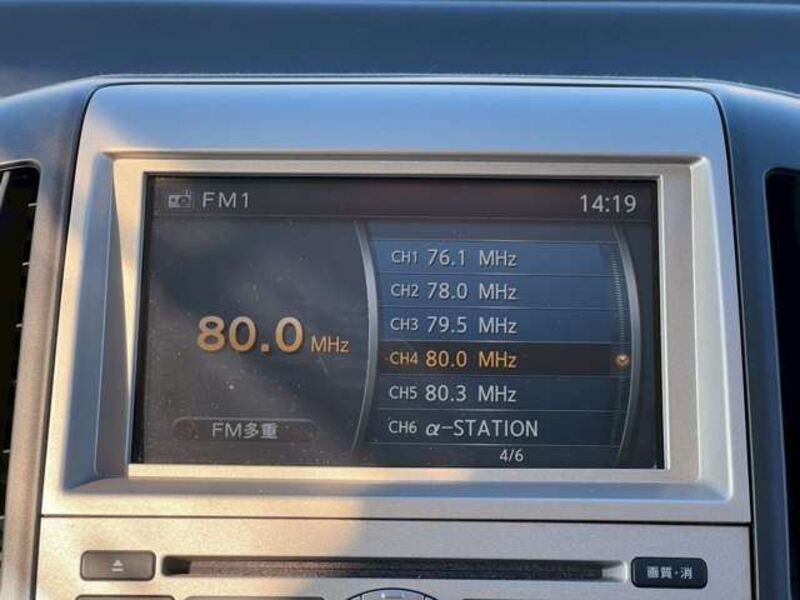 FM1
14:19
80.0 MHz
FM多重
CH1 76.1 MHz
CH2 78.0 MHz
CH3 79.5 MHz
CH4 80.0 MHz
CH5 80.3 MHz
CH6 α-STATION
4/6
画質・消